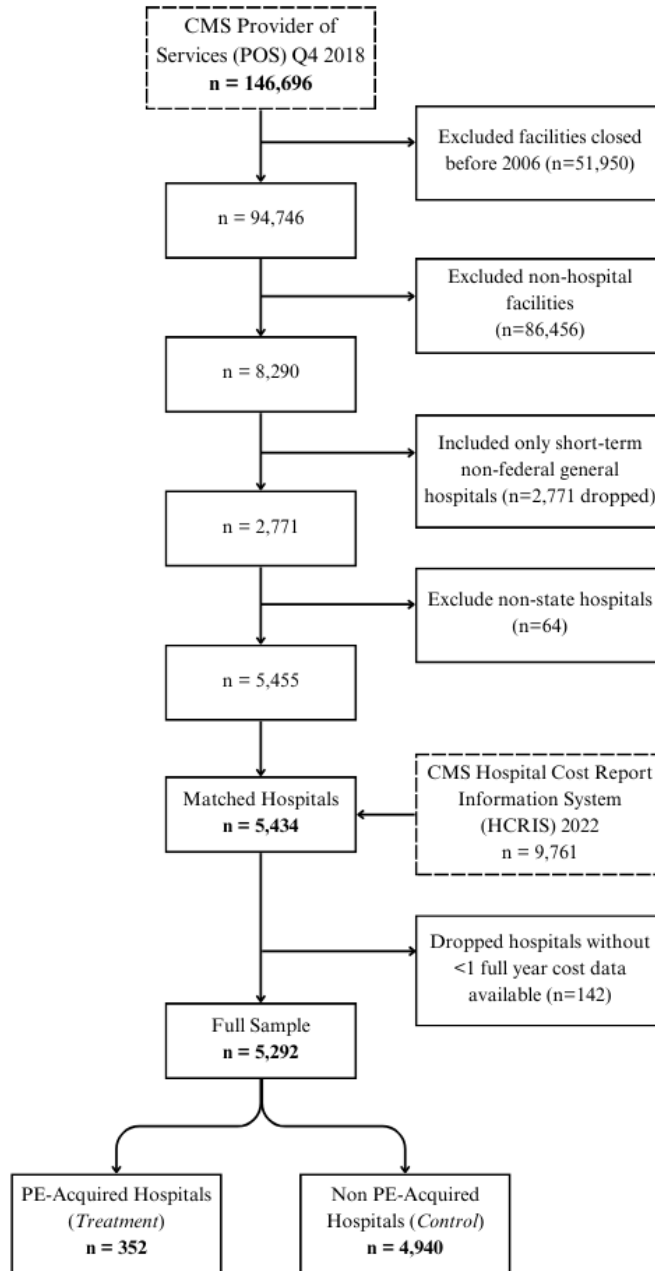 CMS Provider of
Services (POS) Q4 2018
n = 146,696
Excluded facilities closed
before 2006 (n=51,950)
n = 94,746
Excluded non-hospital
facilities
(n=86,456)
n = 8,290
Included only short-term
non-federal general
hospitals (n=2,771 dropped)
n = 2,771
Exclude non-state hospitals
(n=64)
n = 5,455
Matched Hospitals
n = 5,434
CMS Hospital Cost Report
Information System
(HCRIS) 2022
n = 9,761
Dropped hospitals without
<1 full year cost data
available (n=142)
Full Sample
n = 5,292
PE-Acquired Hospitals
(Treatment)
n = 352
Non PE-Acquired
Hospitals (Control)
n = 4,940